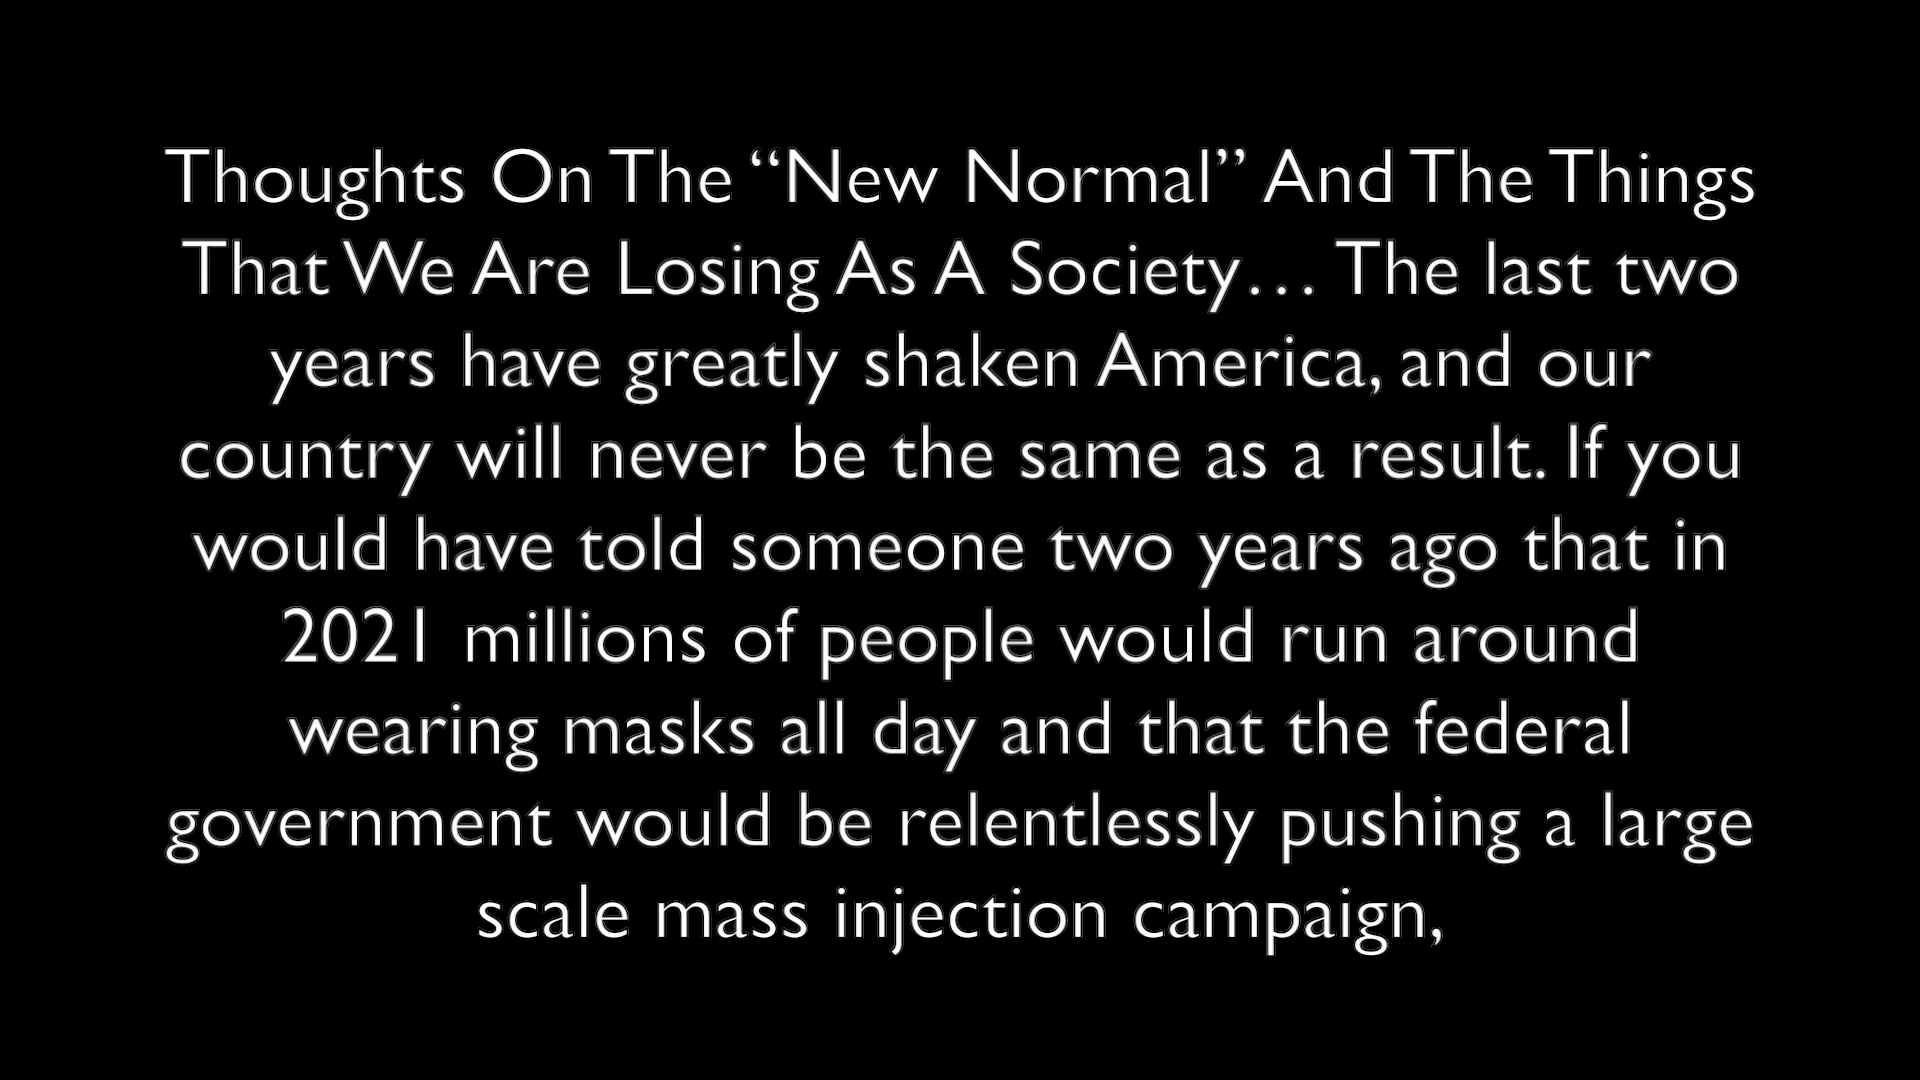 Thoughts On The “New Normal” And The Things
That We Are Losing As A Society… The last two
years have greatly shaken America, and our
country will never be the same as a result. If you
would have told someone two years ago that in
2021 millions of people would run around
wearing masks all day and that the federal
government would be relentlessly pushing a large
scale mass injection campaign,